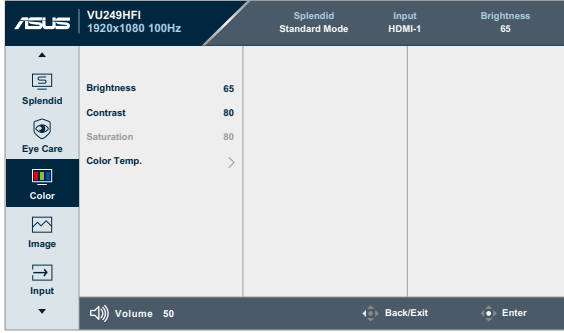 ASUS
VU249HFI
1920x1080 100Hz
Splendid
Standard Mode
Input
HDMI-1
Brightness
65
Splendid
Eye Care
Color
Image
Input
Brightness 65
Contrast 80
Saturation 80
Color Temp.
Volume 50
Back/Exit
Enter